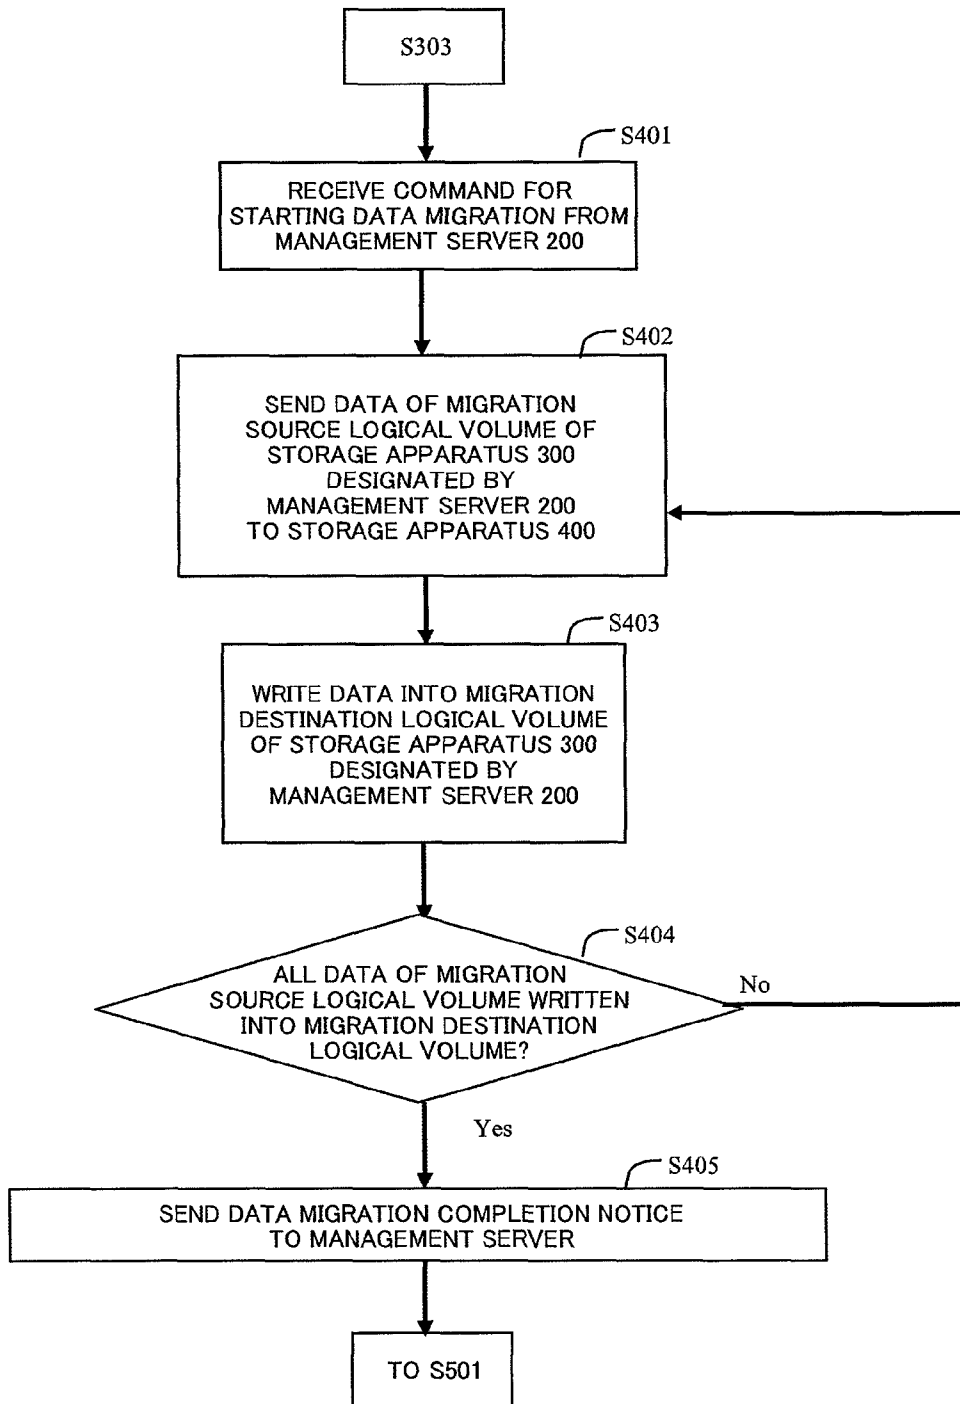 S303
S401
RECEIVE COMMAND FOR
STARTING DATA MIGRATION FROM
MANAGEMENT SERVER 200
S402
SEND DATA OF MIGRATION
SOURCE LOGICAL VOLUME OF
STORAGE APPARATUS 300
DESIGNATED BY
MANAGEMENT SERVER 200
TO STORAGE APPARATUS 400
S403
WRITE DATA INTO MIGRATION
DESTINATION LOGICAL VOLUME
OF STORAGE APPARATUS 300
DESIGNATED BY
MANAGEMENT SERVER 200
S404
ALL DATA OF MIGRATION
SOURCE LOGICAL VOLUME WRITTEN
INTO MIGRATION DESTINATION
LOGICAL VOLUME?
No
Yes
S405
SEND DATA MIGRATION COMPLETION NOTICE
TO MANAGEMENT SERVER
TO S501